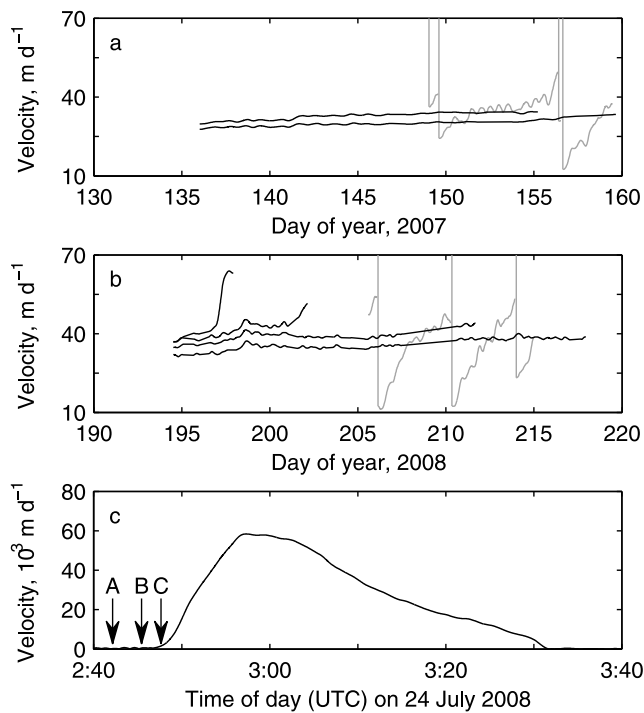 70
40
10
Velocity, m d⁻¹
a
130 135 140 145 150 155 160
Day of year, 2007
70
40
10
Velocity, m d⁻¹
b
190 195 200 205 210 215 220
Day of year, 2008
80
60
40
20
0
Velocity, 10³ m d⁻¹
c
A B C
2:40 3:00 3:20 3:40
Time of day (UTC) on 24 July 2008